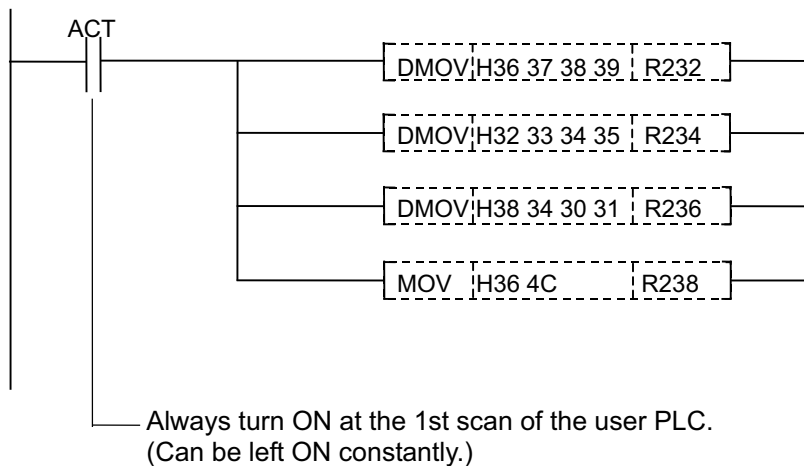 ACT
DMOV H36 37 38 39 R232
DMOV H32 33 34 35 R234
DMOV H38 34 30 31 R236
MOV H36 4C R238
Always turn ON at the 1st scan of the user PLC.
(Can be left ON constantly.)